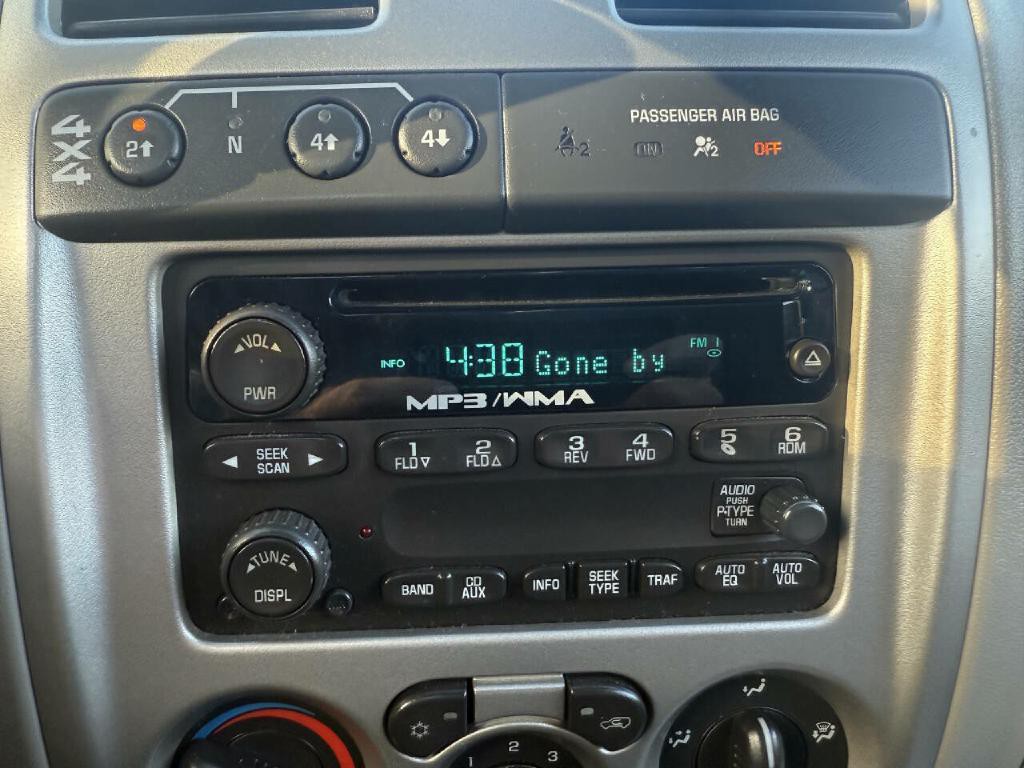 4X4
2↑ N 4↑ 4↓
PASSENGER AIR BAG
2 ON 2 OFF
VOL
PWR
INFO 4:38 Gone by FM 1
MP3/WMA
SEEK
SCAN
1 2 3 4 5 6
FLD▽ FLD△ REV FWD RDM
AUDIO
PUSH
P-TYPE
TURN
TUNE
DISPL
BAND CD
AUX
INFO SEEK
TYPE
TRAF AUTO
EQ
AUTO
VOL
1 2 3